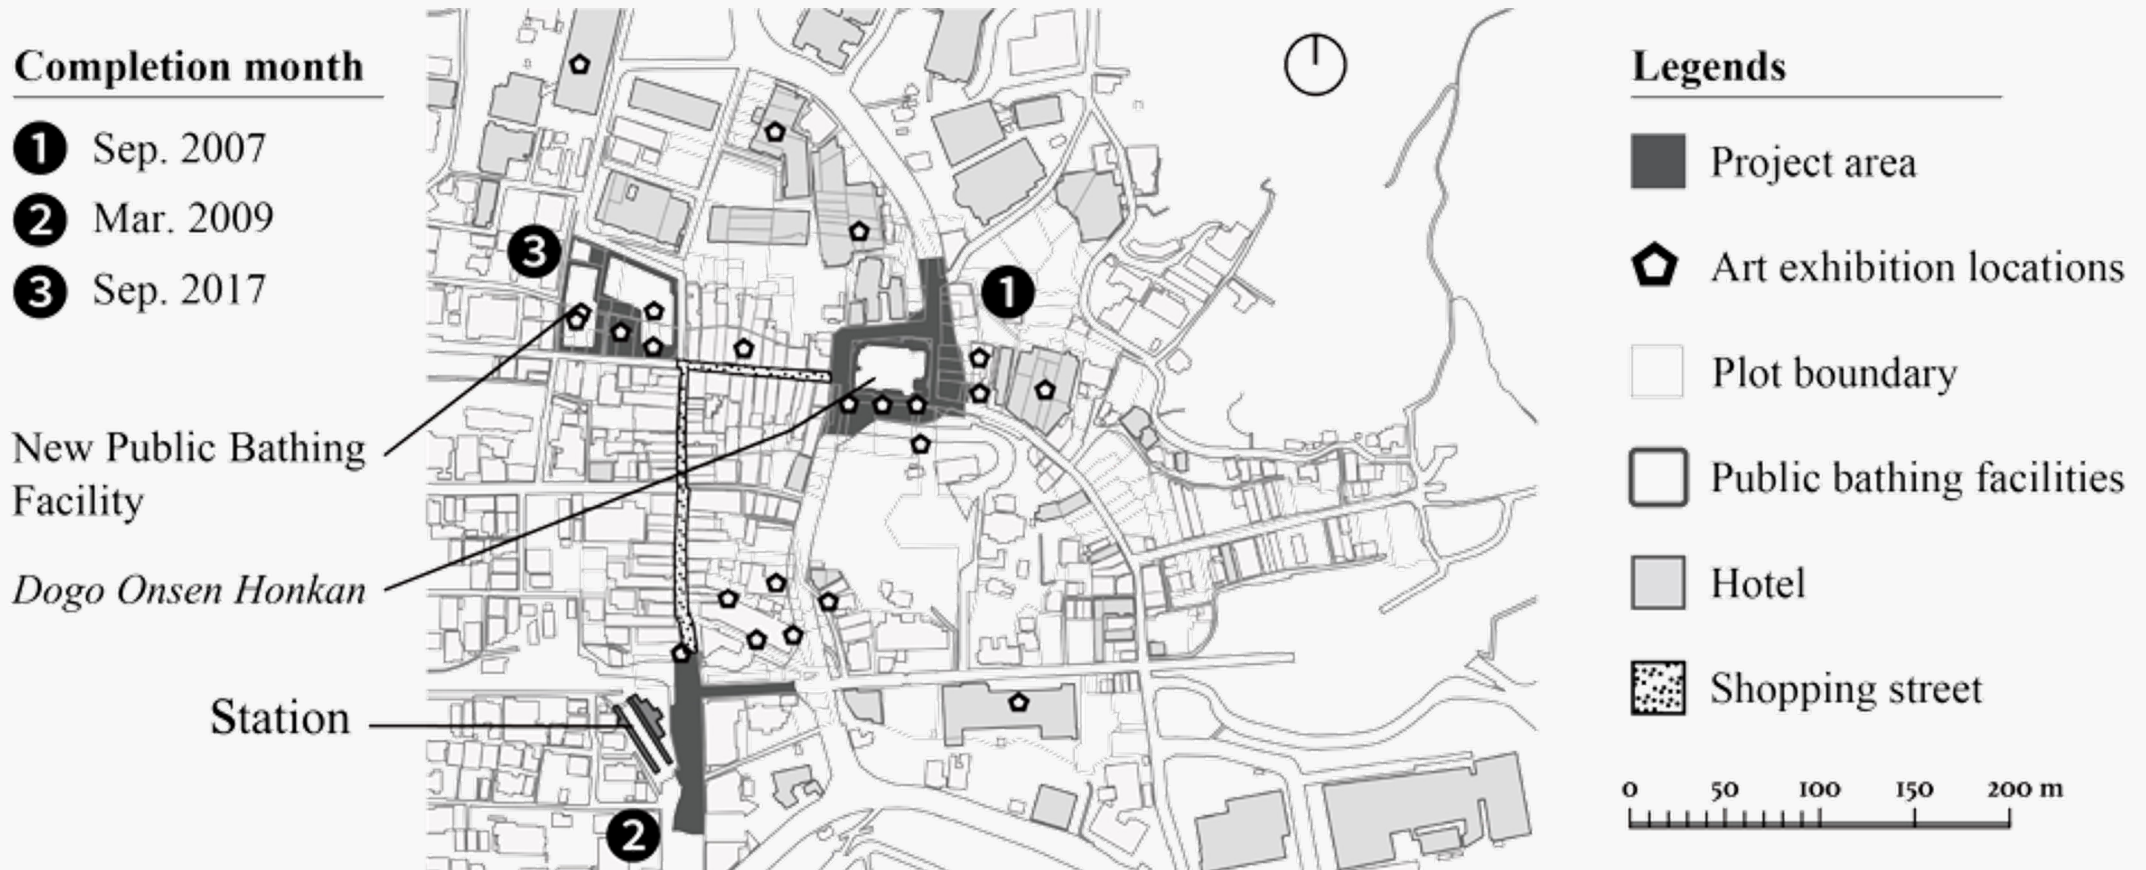 Completion month
1 Sep. 2007
2 Mar. 2009
3 Sep. 2017
New Public Bathing
Facility
Dogo Onsen Honkan
Station
3
1
2
Legends
Project area
Art exhibition locations
Plot boundary
Public bathing facilities
Hotel
Shopping street
0 50 100 150 200 m